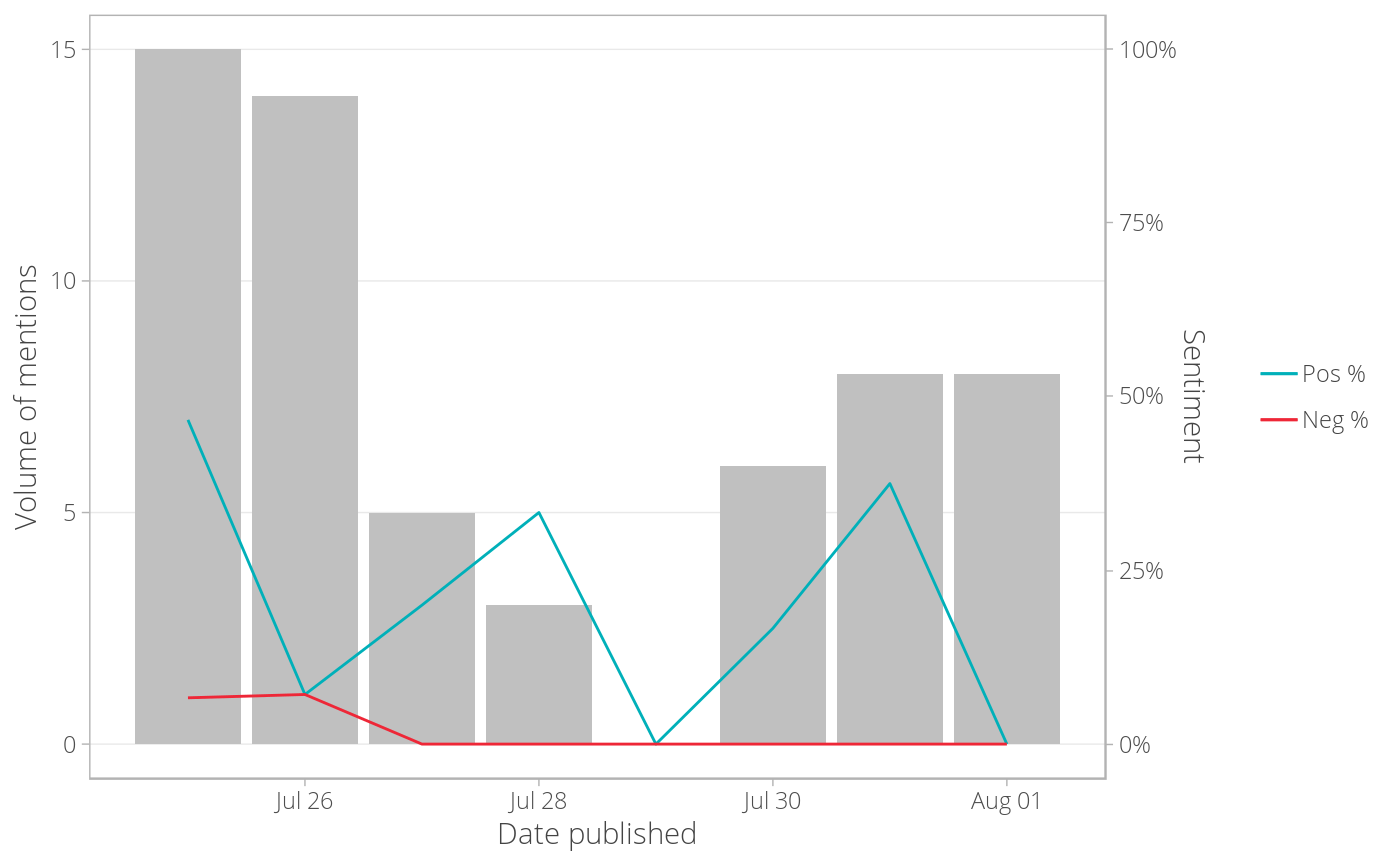 15
10
5
0
Volume of mentions
100%
75%
50%
25%
0%
Sentiment
Pos %
Neg %
Jul 26
Jul 28
Jul 30
Aug 01
Date published